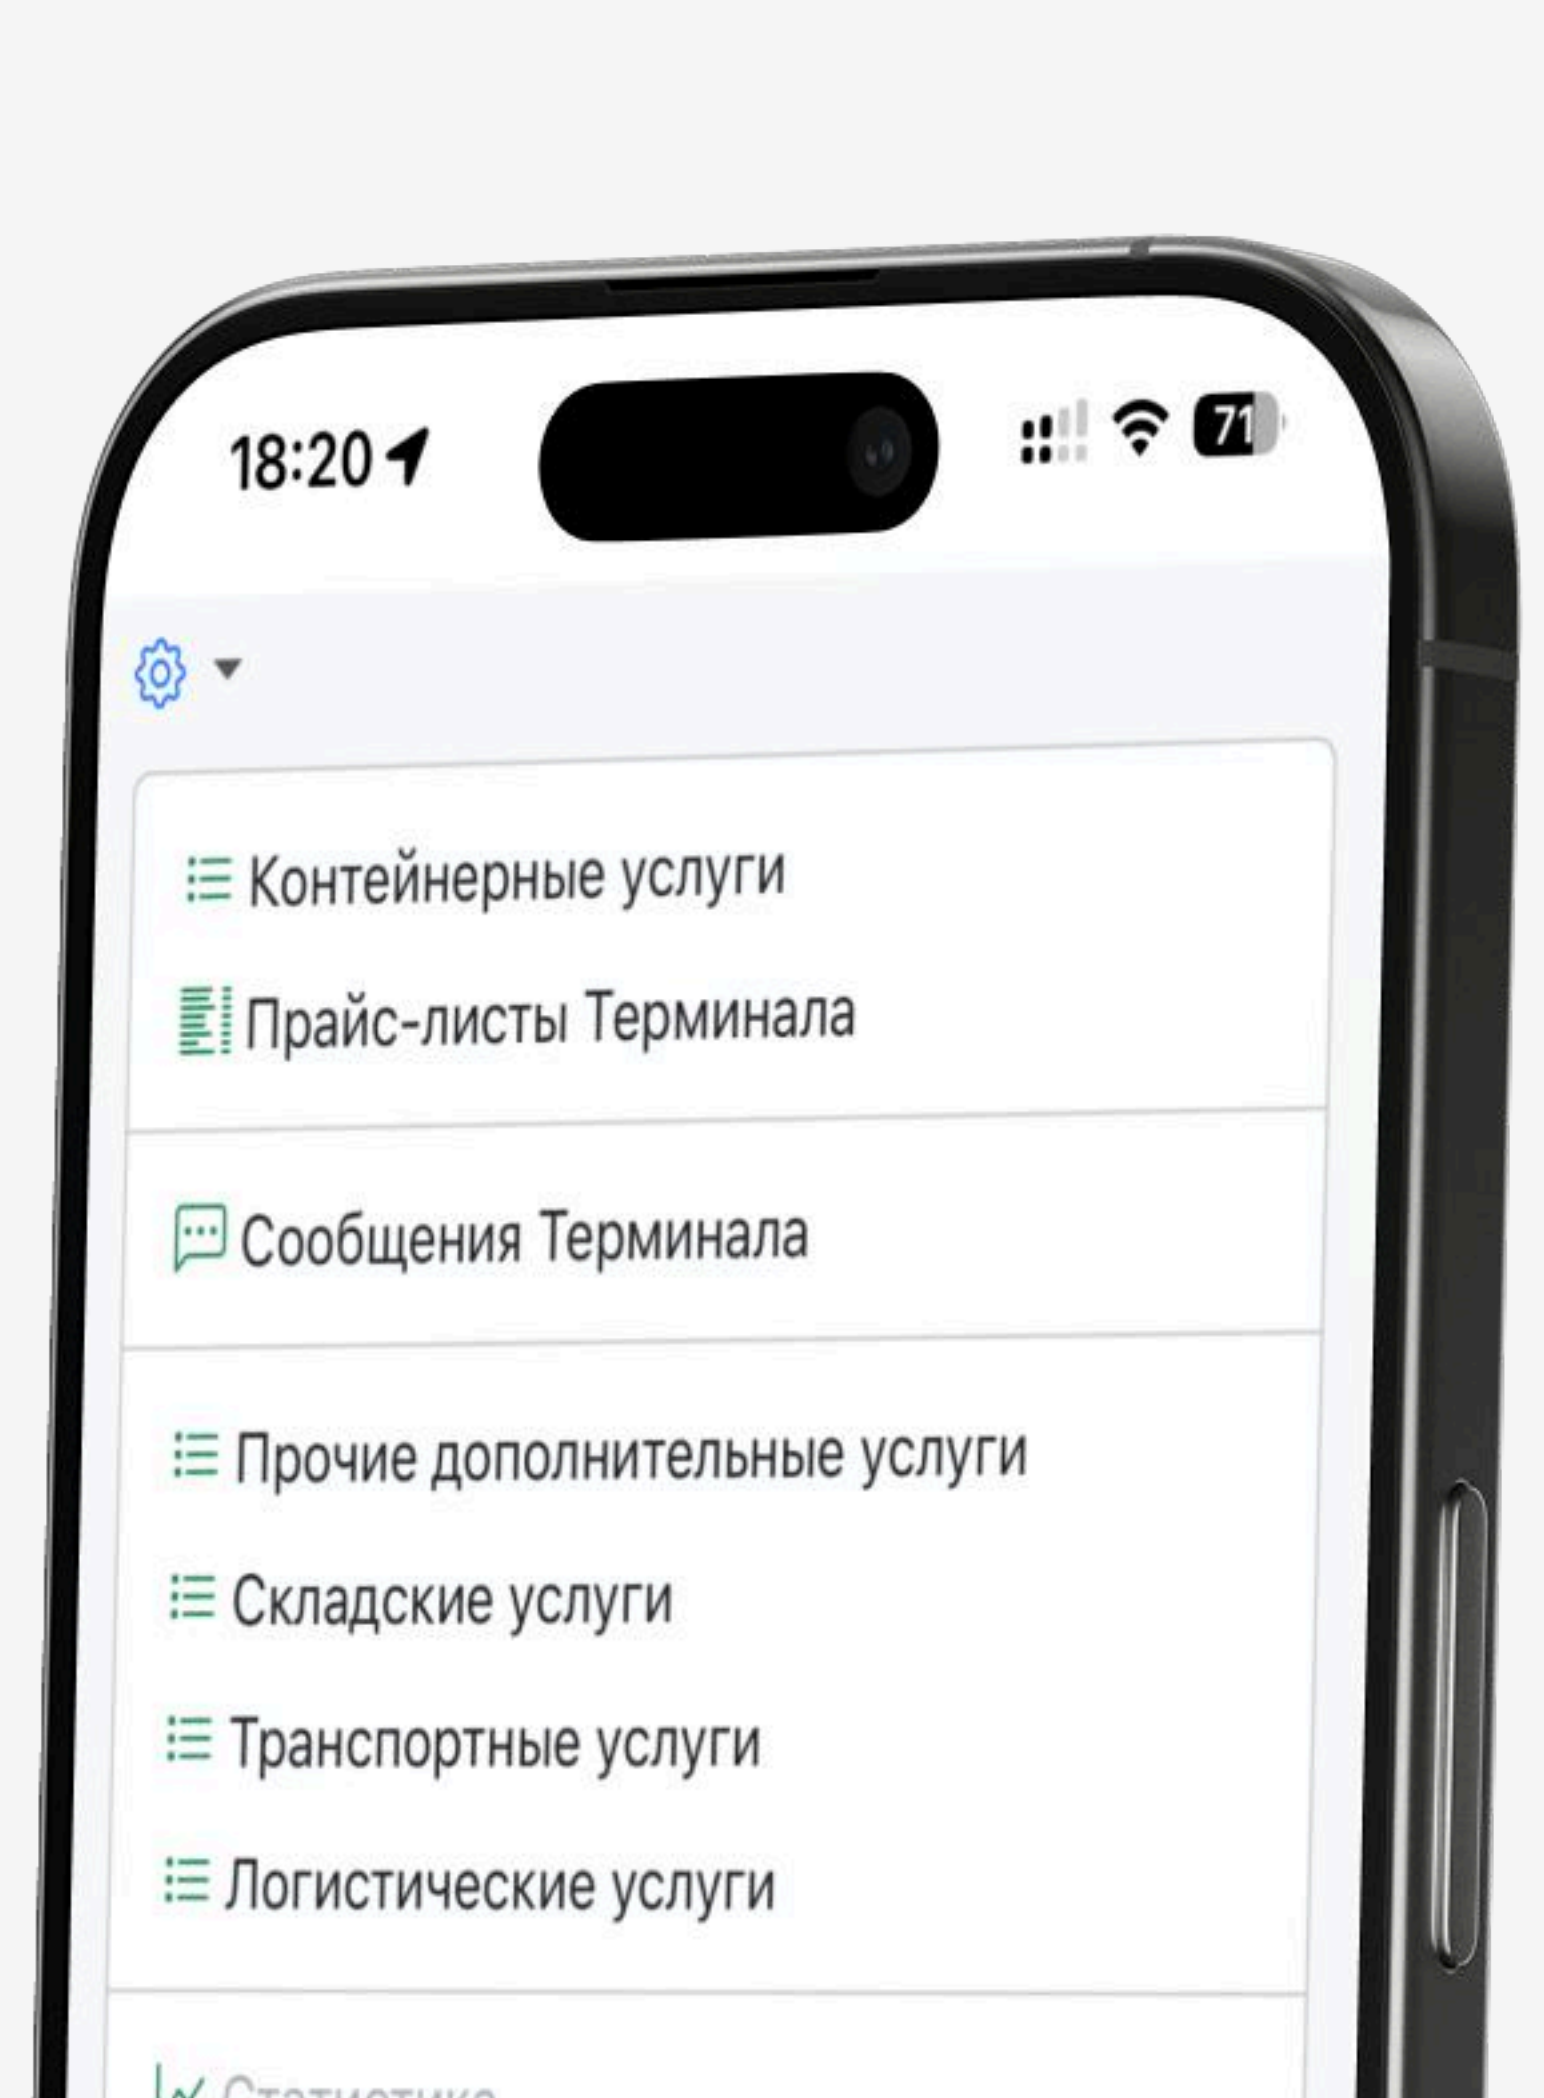 18:20
71
Контейнерные услуги
Прайс-листы Терминала
Сообщения Терминала
Прочие дополнительные услуги
Складские услуги
Транспортные услуги
Логистические услуги
Статистика